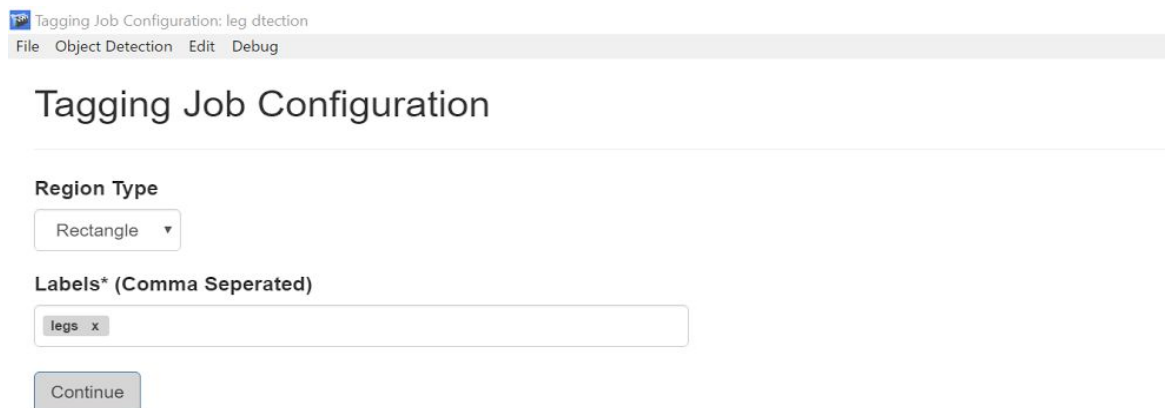 Tagging Job Configuration: leg dtection
File Object Detection Edit Debug
Tagging Job Configuration
Region Type
Rectangle
Labels* (Comma Seperated)
legs x
Continue